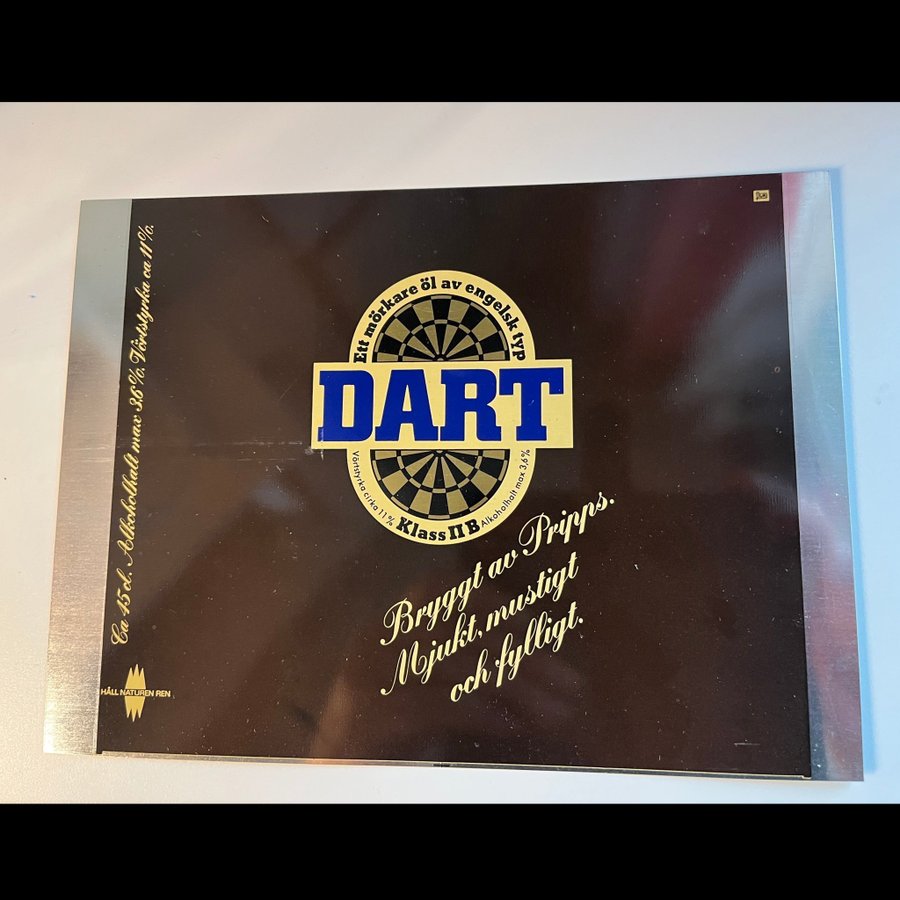 Ca 45 cl. Alkoholhalt max 3,6%. Vörtstyrka ca 11%.
Ett mörkare öl av engelsk typ
DART
Vörtstyrka cirka 11%
Klass II B
Alkoholhalt max 3,6%
Bryggt av Pripps.
Mjukt, mustigt
och fylligt.
HÅLL NATUREN REN